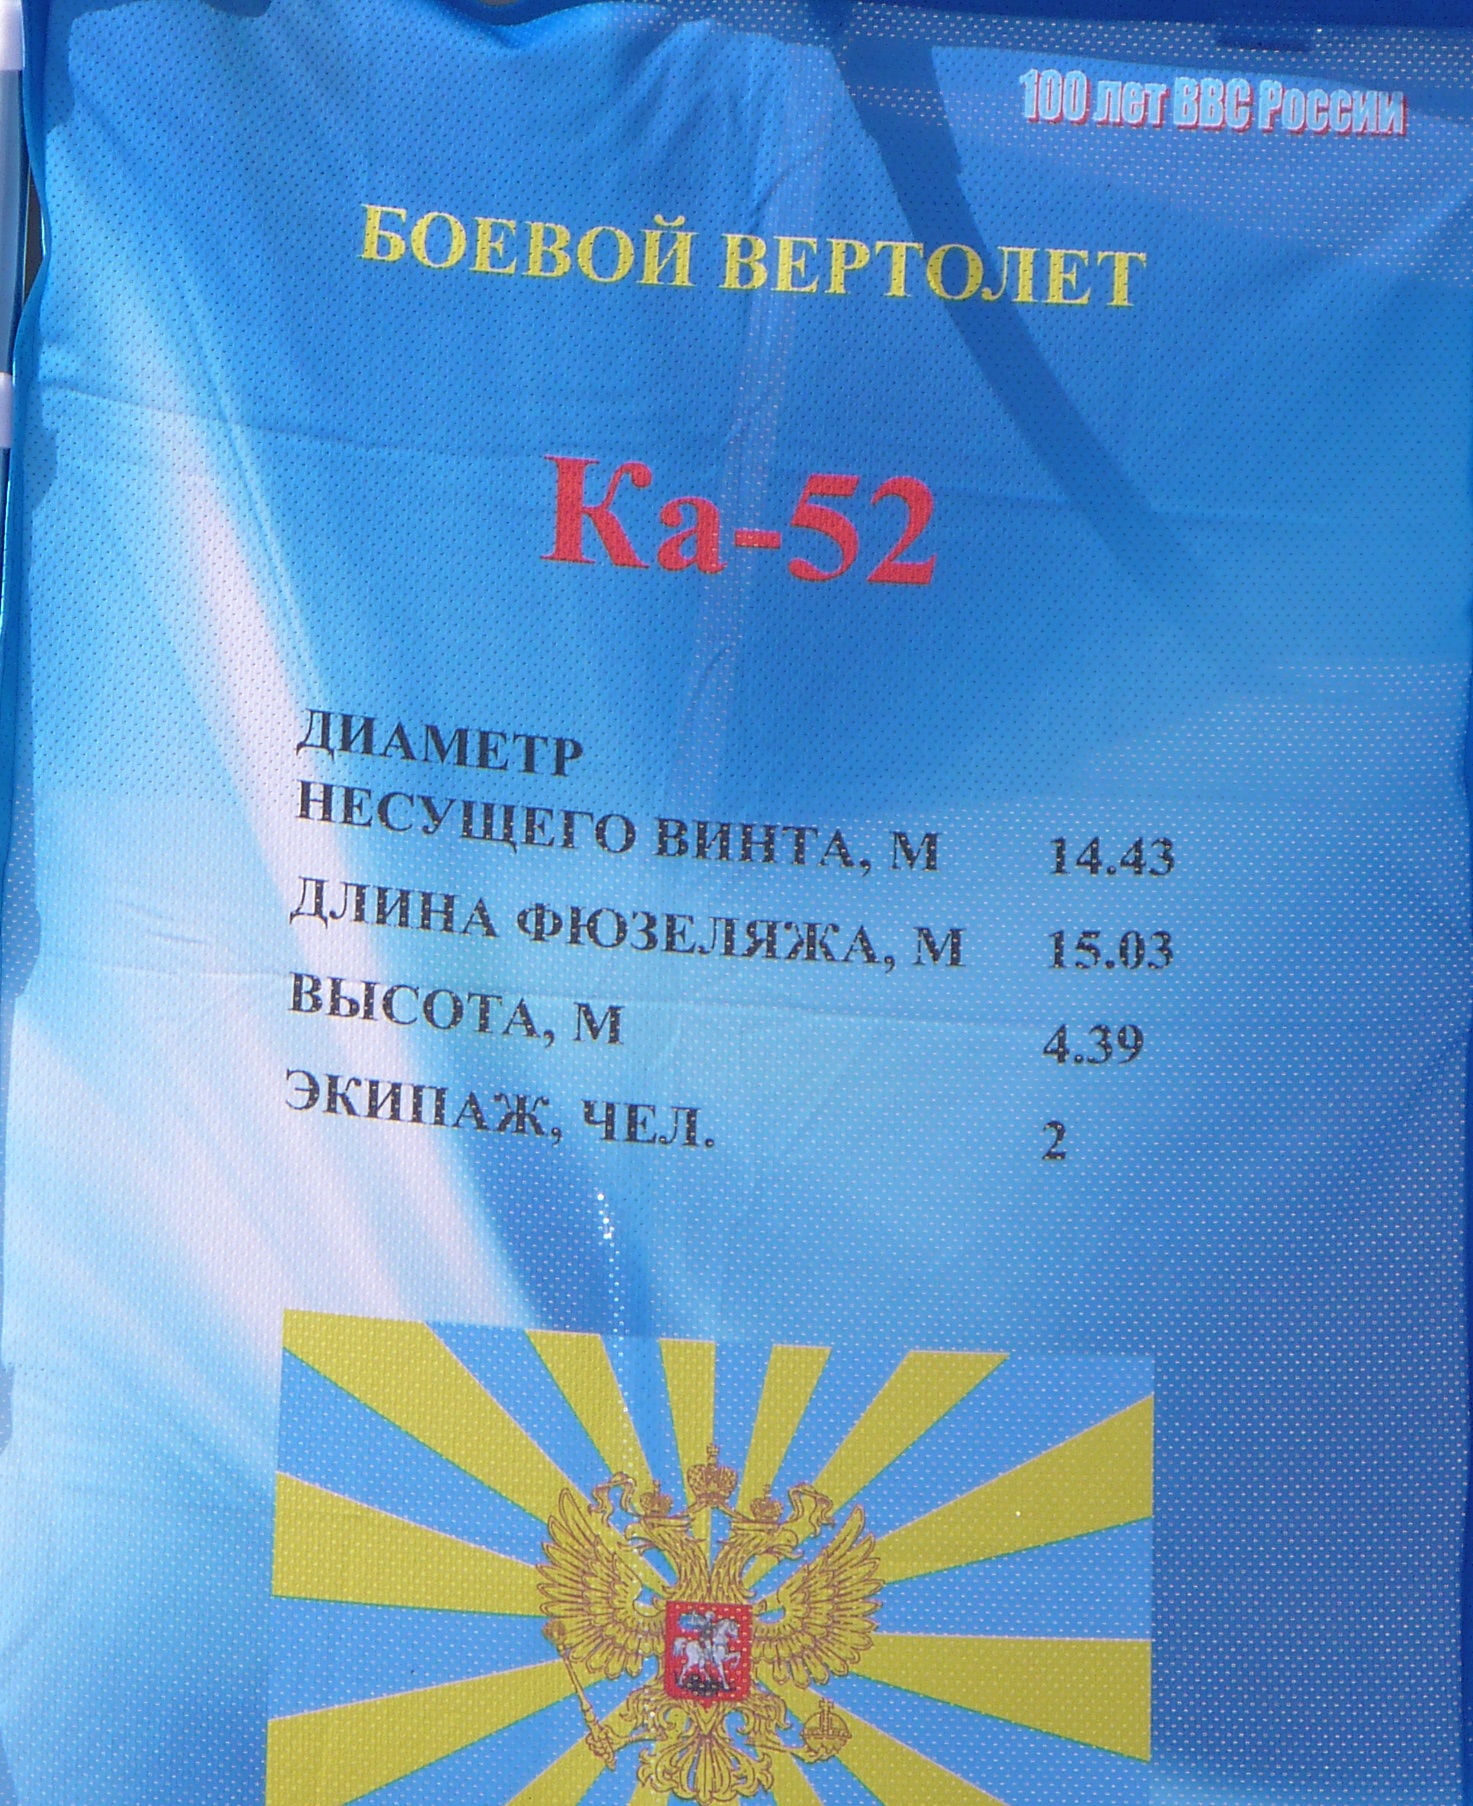 100 лет ВВС России
БОЕВОЙ ВЕРТОЛЕТ
Ка-52
ДИАМЕТР
НЕСУЩЕГО ВИНТА, М 14.43
ДЛИНА ФЮЗЕЛЯЖА, М 15.03
ВЫСОТА, М 4.39
ЭКИПАЖ, ЧЕЛ. 2